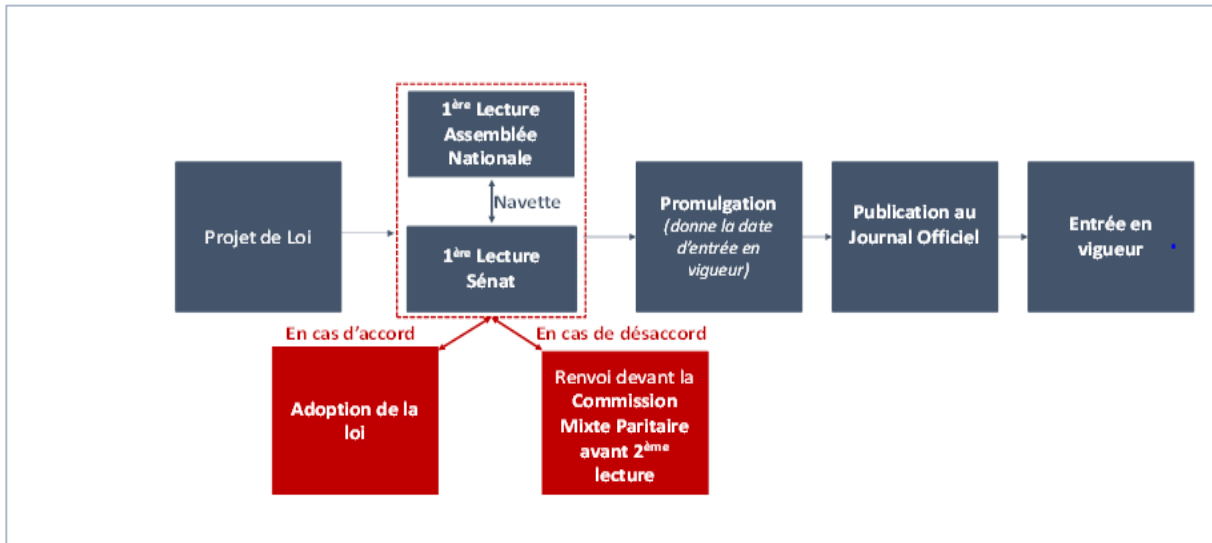 Projet de Loi
1ère Lecture
Assemblée
Nationale
Navette
1ère Lecture
Sénat
En cas d'accord
Adoption de la
loi
En cas de désaccord
Renvoi devant la
Commission
Mixte Paritaire
avant 2ème
lecture
Promulgation
(donne la date
d'entrée en
vigueur)
Publication au
Journal Officiel
Entrée en
vigueur